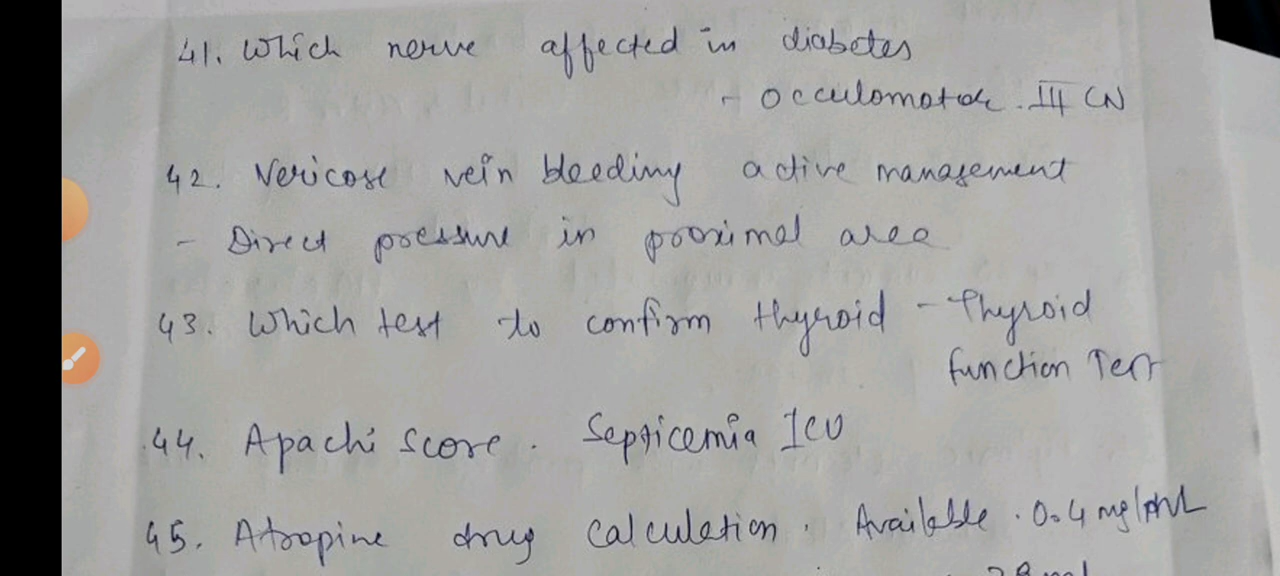 41. Which nerve affected in diabetes
- Occulomotor. III CN
42. Vericose vein bleeding active management
- Direct pressure in proximal area
43. Which test to confirm thyroid - Thyroid
function Test
44. Apachi Score. Septicemia ICU
45. Atropine drug calculation. Available. 0.4 mg/ml